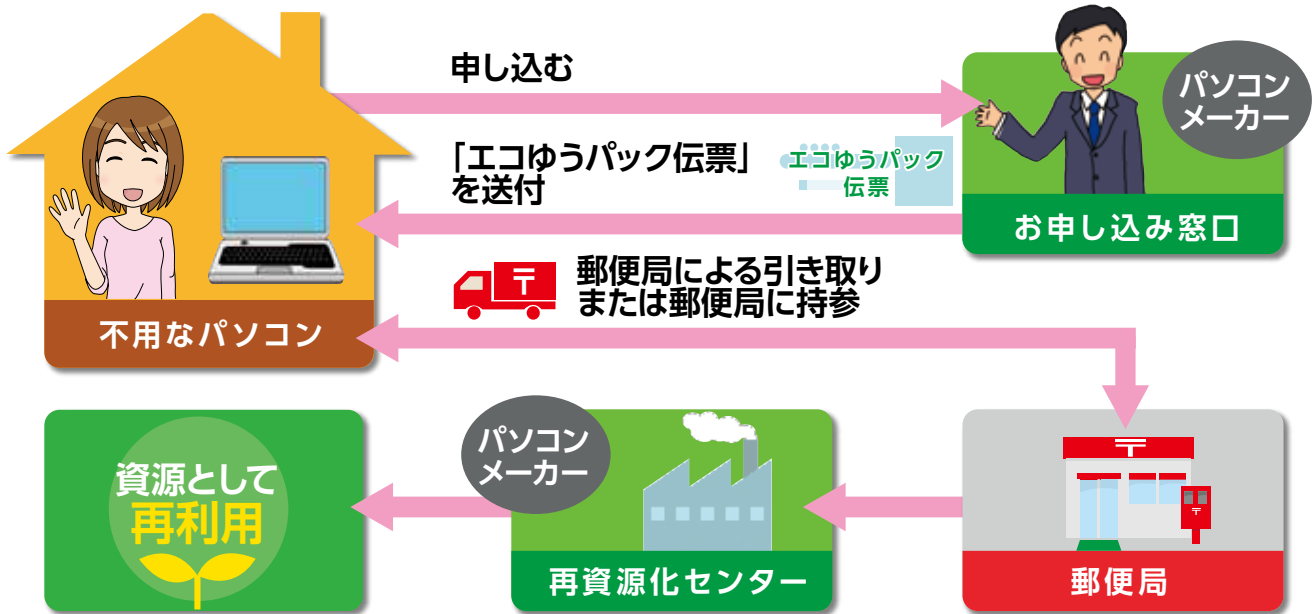 申し込む
パソコン
メーカー
「エコゆうパック伝票」
を送付
エコゆうパック
伝票
お申し込み窓口
郵便局による引き取り
または郵便局に持参
不用なパソコン
資源として
再利用
パソコン
メーカー
再資源化センター
郵便局